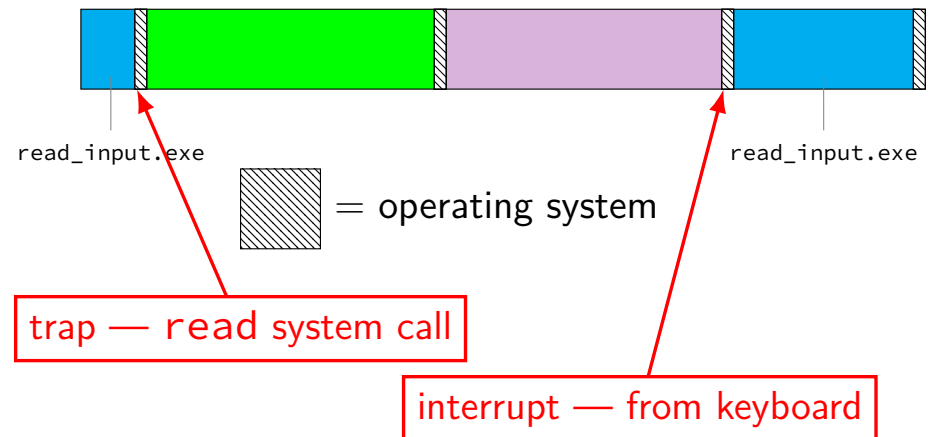 read_input.exe
read_input.exe
= operating system
trap — read system call
interrupt — from keyboard